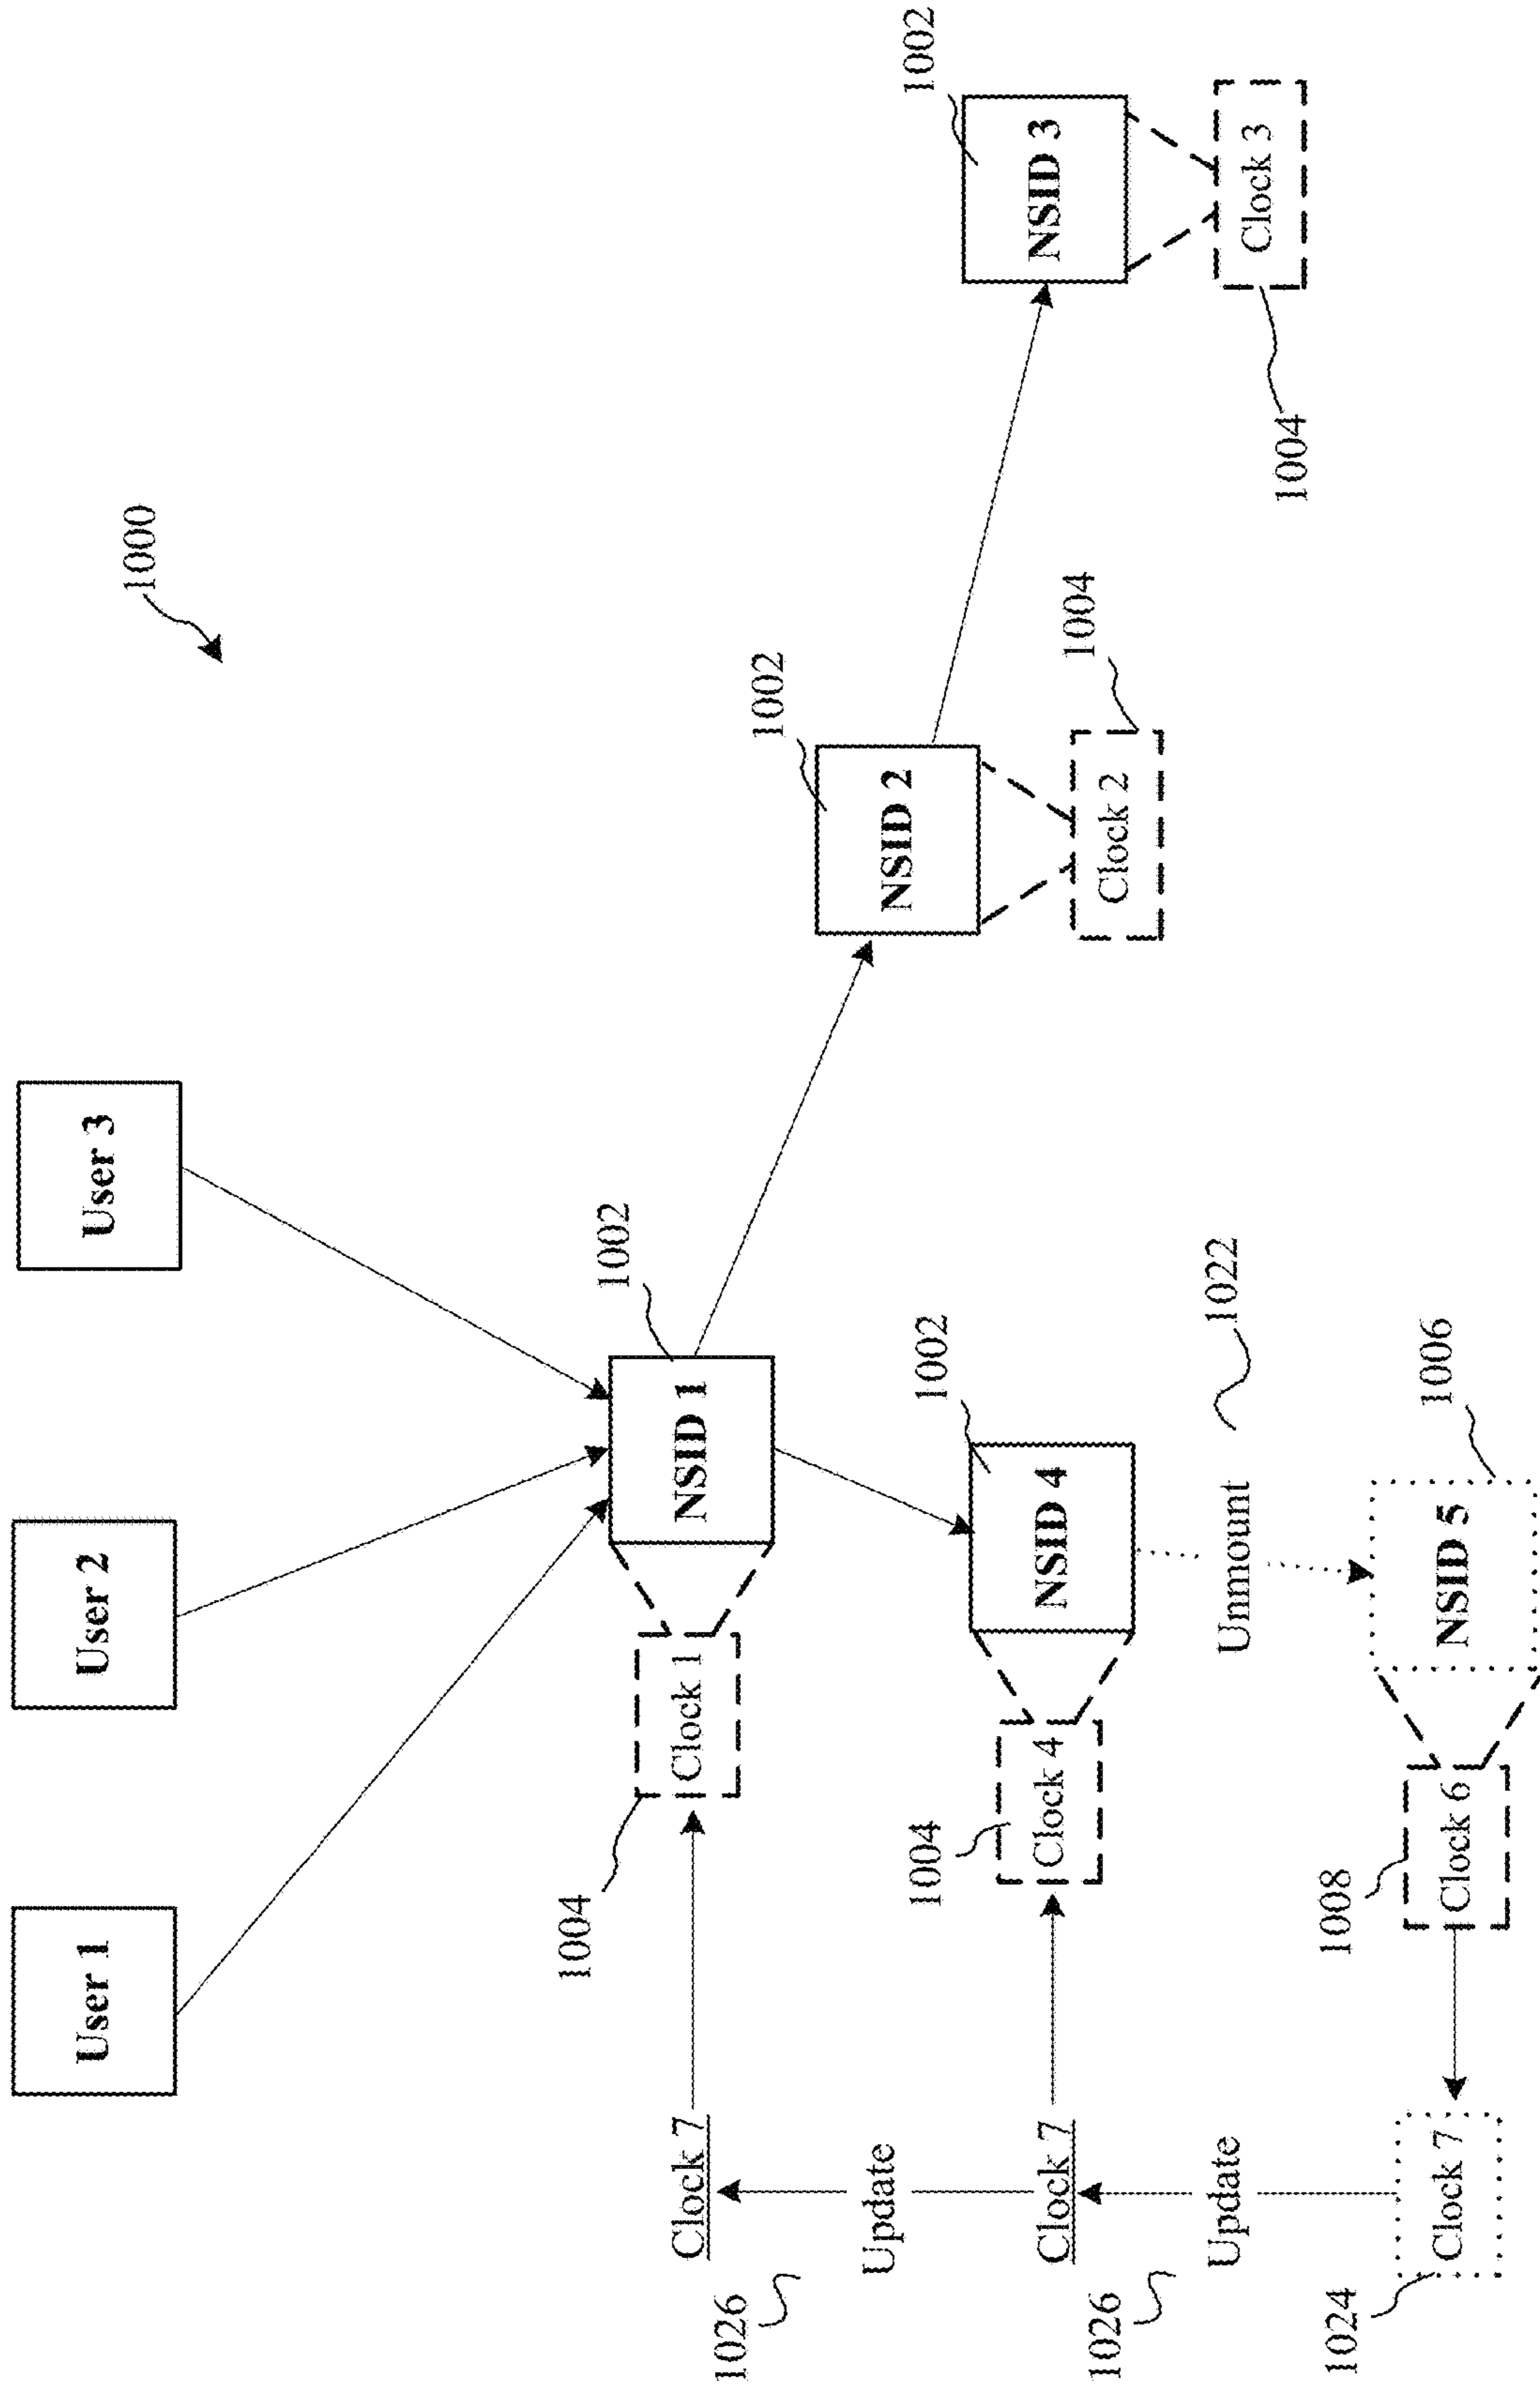 User 1
User 2
User 3
1000
1004
1002
Clock 7
Clock 1
NSID 1
1026
1002
Update
NSID 2
1004
1002
1002
Clock 7
Clock 4
NSID 4
NSID 3
1004
1026
Clock 2
Update
Unmount
1022
Clock 3
1004
1024
1008
1006
Clock 7
Clock 6
NSID 5